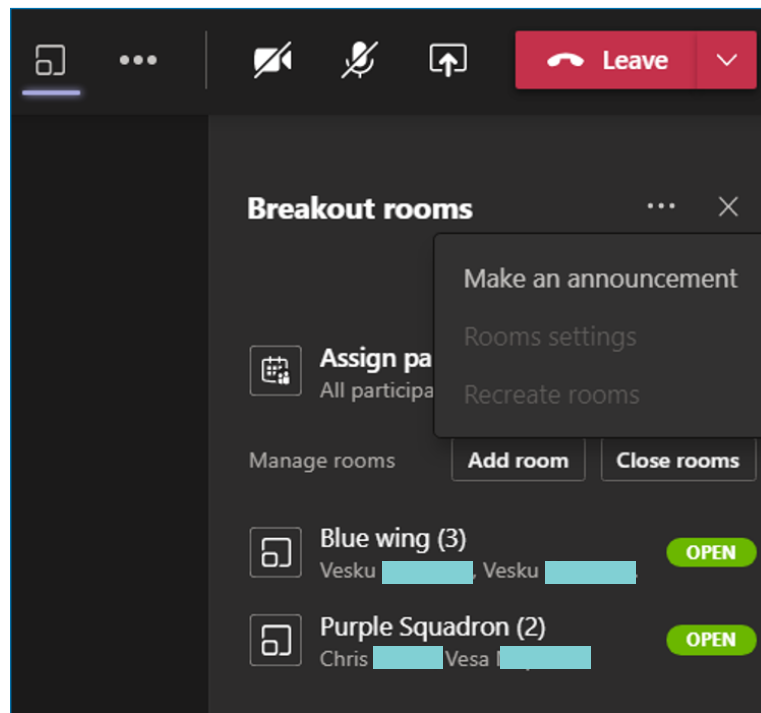 Leave
Breakout rooms
Make an announcement
Rooms settings
Recreate rooms
Assign pa
All participa
Manage rooms
Add room
Close rooms
Blue wing (3)
OPEN
Vesku , Vesku
Purple Squadron (2)
OPEN
Chris Vesa